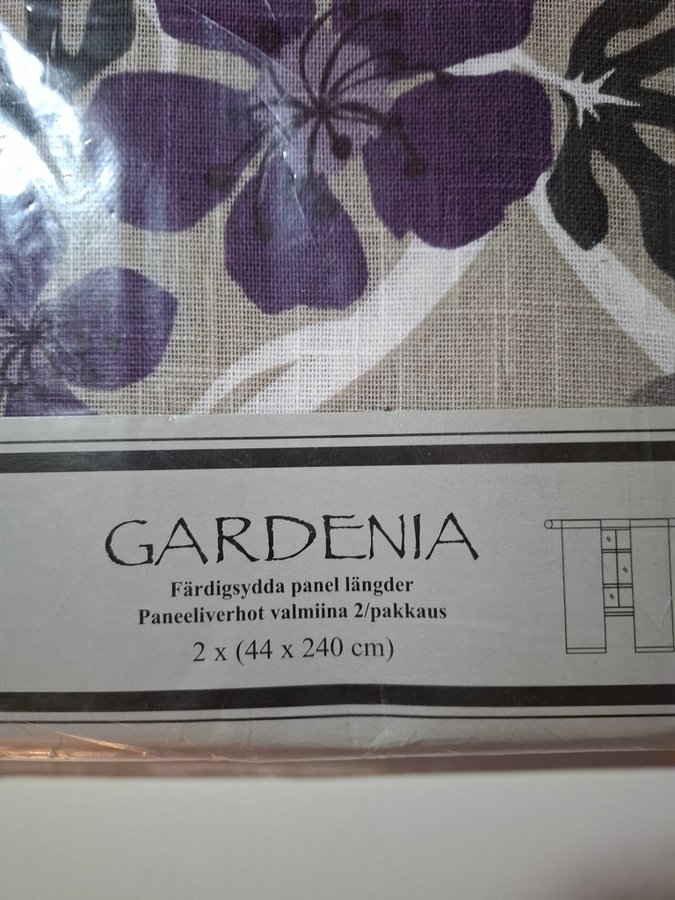 GARDENIA
Färdigsydda panel längder
Paneeliverhot valmiina 2/pakkaus
2 x (44 x 240 cm)